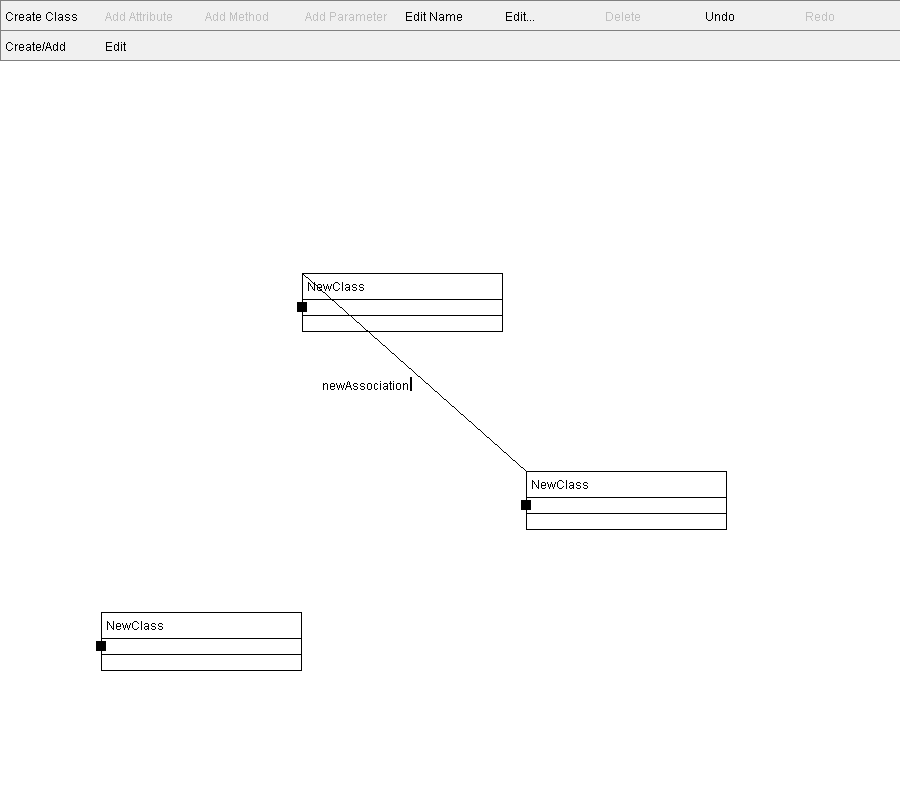 Create Class Add Attribute Add Method Add Parameter Edit Name Edit... Delete Undo Redo
Create/Add Edit
NewClass
newAssociation
NewClass
NewClass